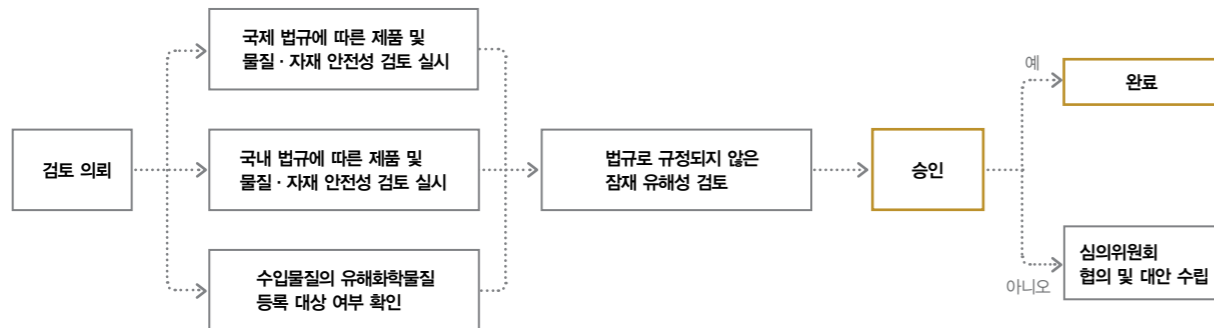 검토 의뢰
국제 법규에 따른 제품 및
물질 · 자재 안전성 검토 실시
국내 법규에 따른 제품 및
물질 · 자재 안전성 검토 실시
수입물질의 유해화학물질
등록 대상 여부 확인
법규로 규정되지 않은
잠재 유해성 검토
승인
예
완료
아니오
심의위원회
협의 및 대안 수립